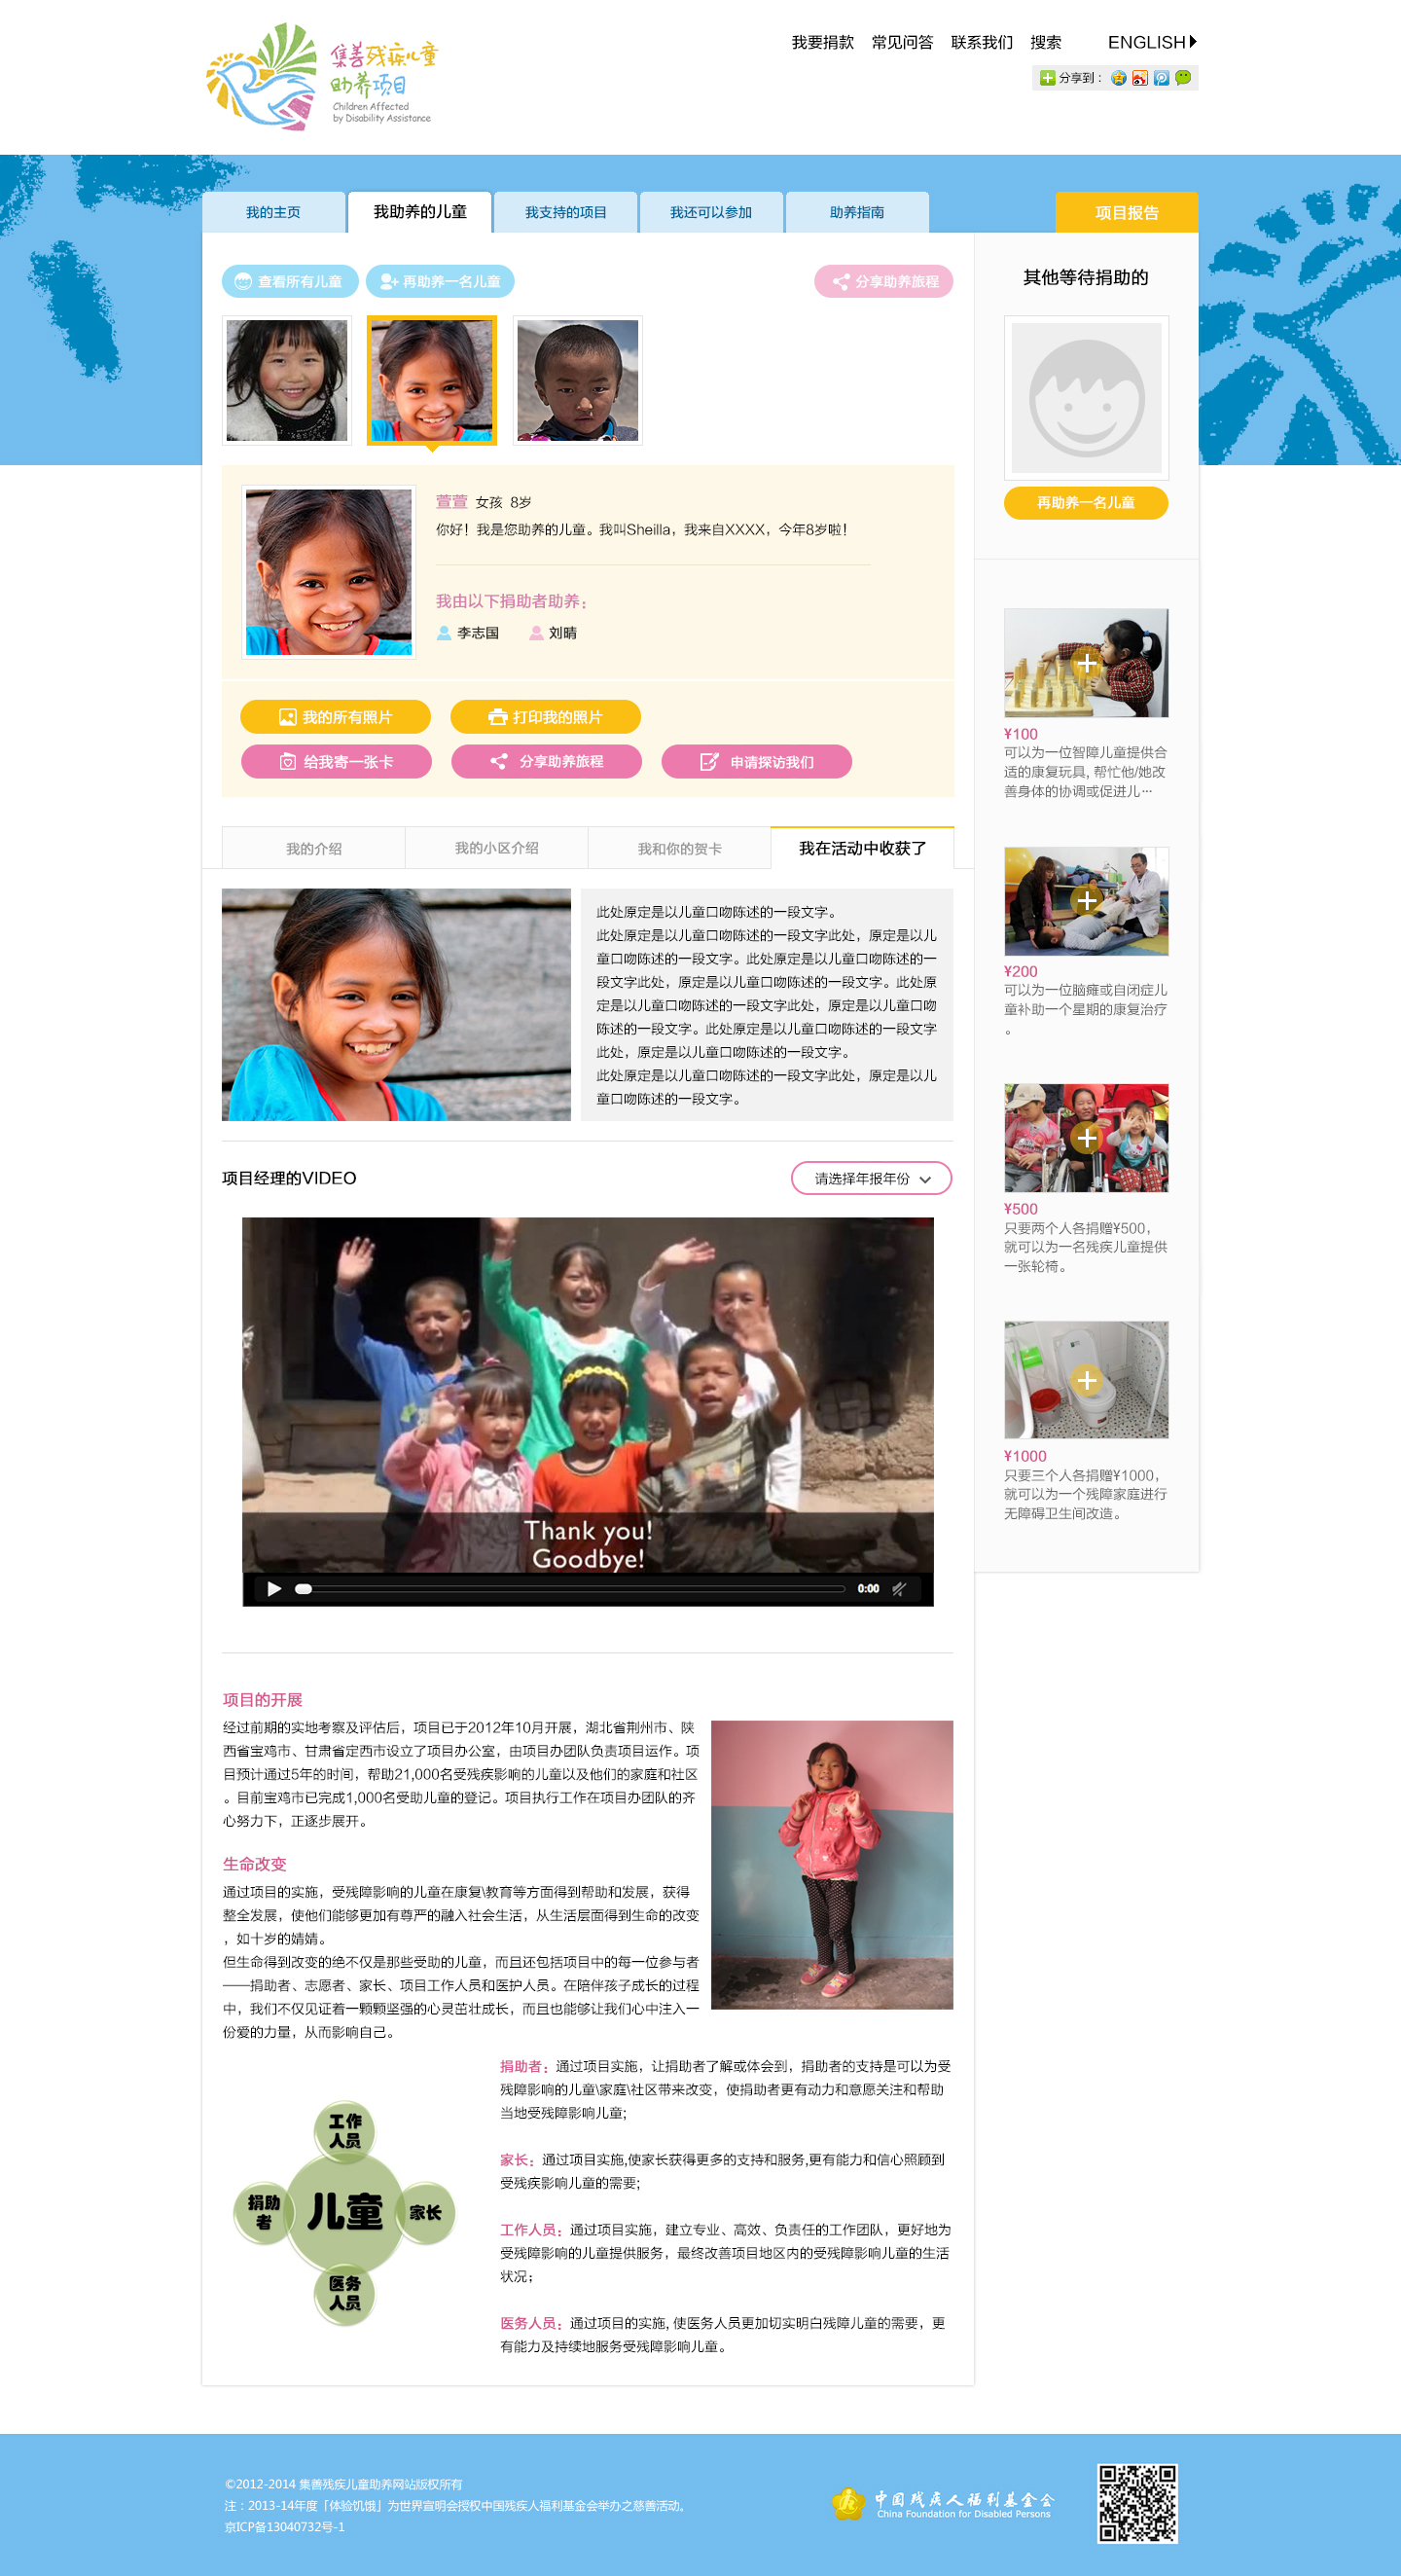 集善残疾儿童
助养项目
Children Affected
by Disability Assistance
我要捐款 常见问答 联系我们 搜索 ENGLISH
分享到：
我的主页 我助养的儿童 我支持的项目 我还可以参加 助养指南 项目报告
查看所有儿童 再助养一名儿童 分享助养旅程
萱萱 女孩 8岁
你好！我是您助养的儿童。我叫Sheilla，我来自XXXX，今年8岁啦！
我由以下捐助者助养：
李志国 刘晴
我的所有照片 打印我的照片
给我寄一张卡 分享助养旅程 申请探访我们
我的介绍 我的小区介绍 我和你的贺卡 我在活动中收获了
此处原定是以儿童口吻陈述的一段文字。
此处原定是以儿童口吻陈述的一段文字此处，原定是以儿
童口吻陈述的一段文字。此处原定是以儿童口吻陈述的一
段文字此处，原定是以儿童口吻陈述的一段文字。此处原
定是以儿童口吻陈述的一段文字此处，原定是以儿童口吻
陈述的一段文字。此处原定是以儿童口吻陈述的一段文字
此处，原定是以儿童口吻陈述的一段文字。
此处原定是以儿童口吻陈述的一段文字此处，原定是以儿
童口吻陈述的一段文字。
项目经理的VIDEO 请选择年报年份
Thank you!
Goodbye!
0:00
项目的开展
经过前期的实地考察及评估后，项目已于2012年10月开展，湖北省荆州市、陕
西省宝鸡市、甘肃省定西市设立了项目办公室，由项目办团队负责项目运作。项
目预计通过5年的时间，帮助21,000名受残疾影响的儿童以及他们的家庭和社区
。目前宝鸡市已完成1,000名受助儿童的登记。项目执行工作在项目办团队的齐
心努力下，正逐步展开。
生命改变
通过项目的实施，受残障影响的儿童在康复\教育等方面得到帮助和发展，获得
整全发展，使他们能够更加有尊严的融入社会生活，从生活层面得到生命的改变
，如十岁的婧婧。
但生命得到改变的绝不仅是那些受助的儿童，而且还包括项目中的每一位参与者
——捐助者、志愿者、家长、项目工作人员和医护人员。在陪伴孩子成长的过程
中，我们不仅见证着一颗颗坚强的心灵茁壮成长，而且也能够让我们心中注入一
份爱的力量，从而影响自己。
工作
人员
捐助
者
儿童
家长
医务
人员
捐助者：通过项目实施，让捐助者了解或体会到，捐助者的支持是可以为受
残障影响的儿童\家庭\社区带来改变，使捐助者更有动力和意愿关注和帮助
当地受残障影响儿童；
家长：通过项目实施,使家长获得更多的支持和服务,更有能力和信心照顾到
受残疾影响儿童的需要；
工作人员：通过项目实施，建立专业、高效、负责任的工作团队，更好地为
受残障影响的儿童提供服务，最终改善项目地区内的受残障影响儿童的生活
状况；
医务人员：通过项目的实施, 使医务人员更加切实明白残障儿童的需要，更
有能力及持续地服务受残障影响儿童。
其他等待捐助的
再助养一名儿童
¥100
可以为一位智障儿童提供合
适的康复玩具, 帮忙他/她改
善身体的协调或促进儿…
¥200
可以为一位脑瘫或自闭症儿
童补助一个星期的康复治疗
。
¥500
只要两个人各捐赠¥500，
就可以为一名残疾儿童提供
一张轮椅。
¥1000
只要三个人各捐赠¥1000，
就可以为一个残障家庭进行
无障碍卫生间改造。
©2012-2014 集善残疾儿童助养网站版权所有
注：2013-14年度「体验饥饿」为世界宣明会授权中国残疾人福利基金会举办之慈善活动。
京ICP备13040732号-1
中国残疾人福利基金会
China Foundation for Disabled Persons